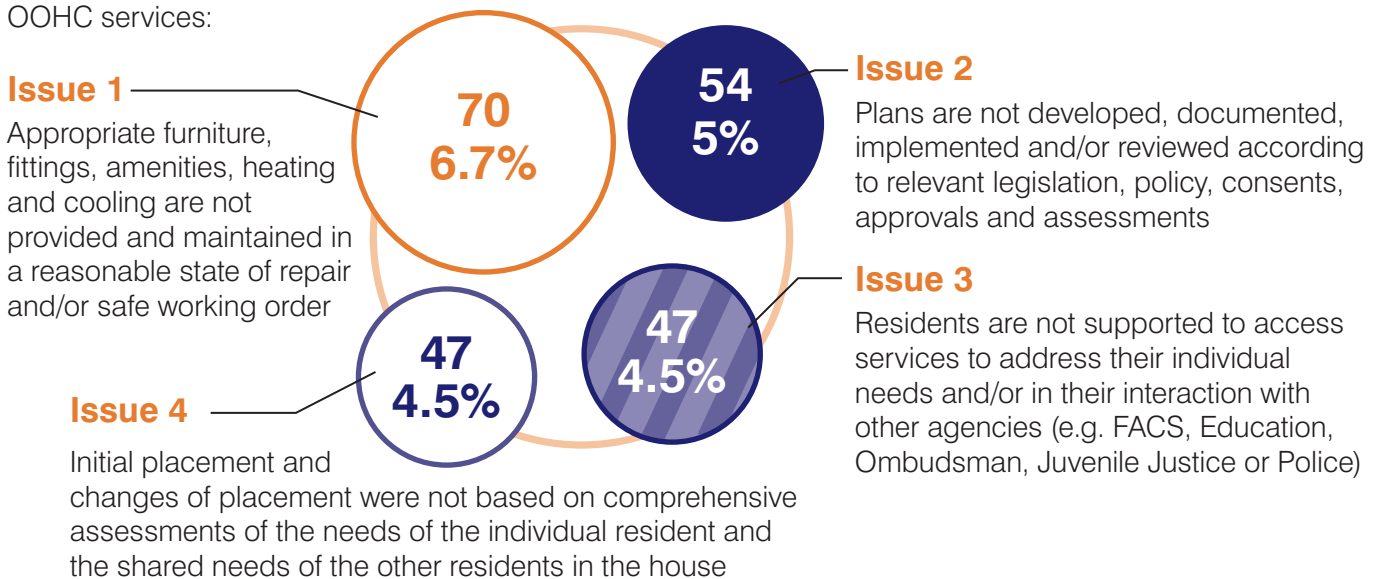 OOHC services:
Issue 1
Appropriate furniture,
fittings, amenities, heating
and cooling are not
provided and maintained in
a reasonable state of repair
and/or safe working order
70
6.7%
54
5%
Issue 2
Plans are not developed, documented,
implemented and/or reviewed according
to relevant legislation, policy, consents,
approvals and assessments
47
4.5%
Issue 3
Residents are not supported to access
services to address their individual
needs and/or in their interaction with
other agencies (e.g. FACS, Education,
Ombudsman, Juvenile Justice or Police)
47
4.5%
Issue 4
Initial placement and
changes of placement were not based on comprehensive
assessments of the needs of the individual resident and
the shared needs of the other residents in the house